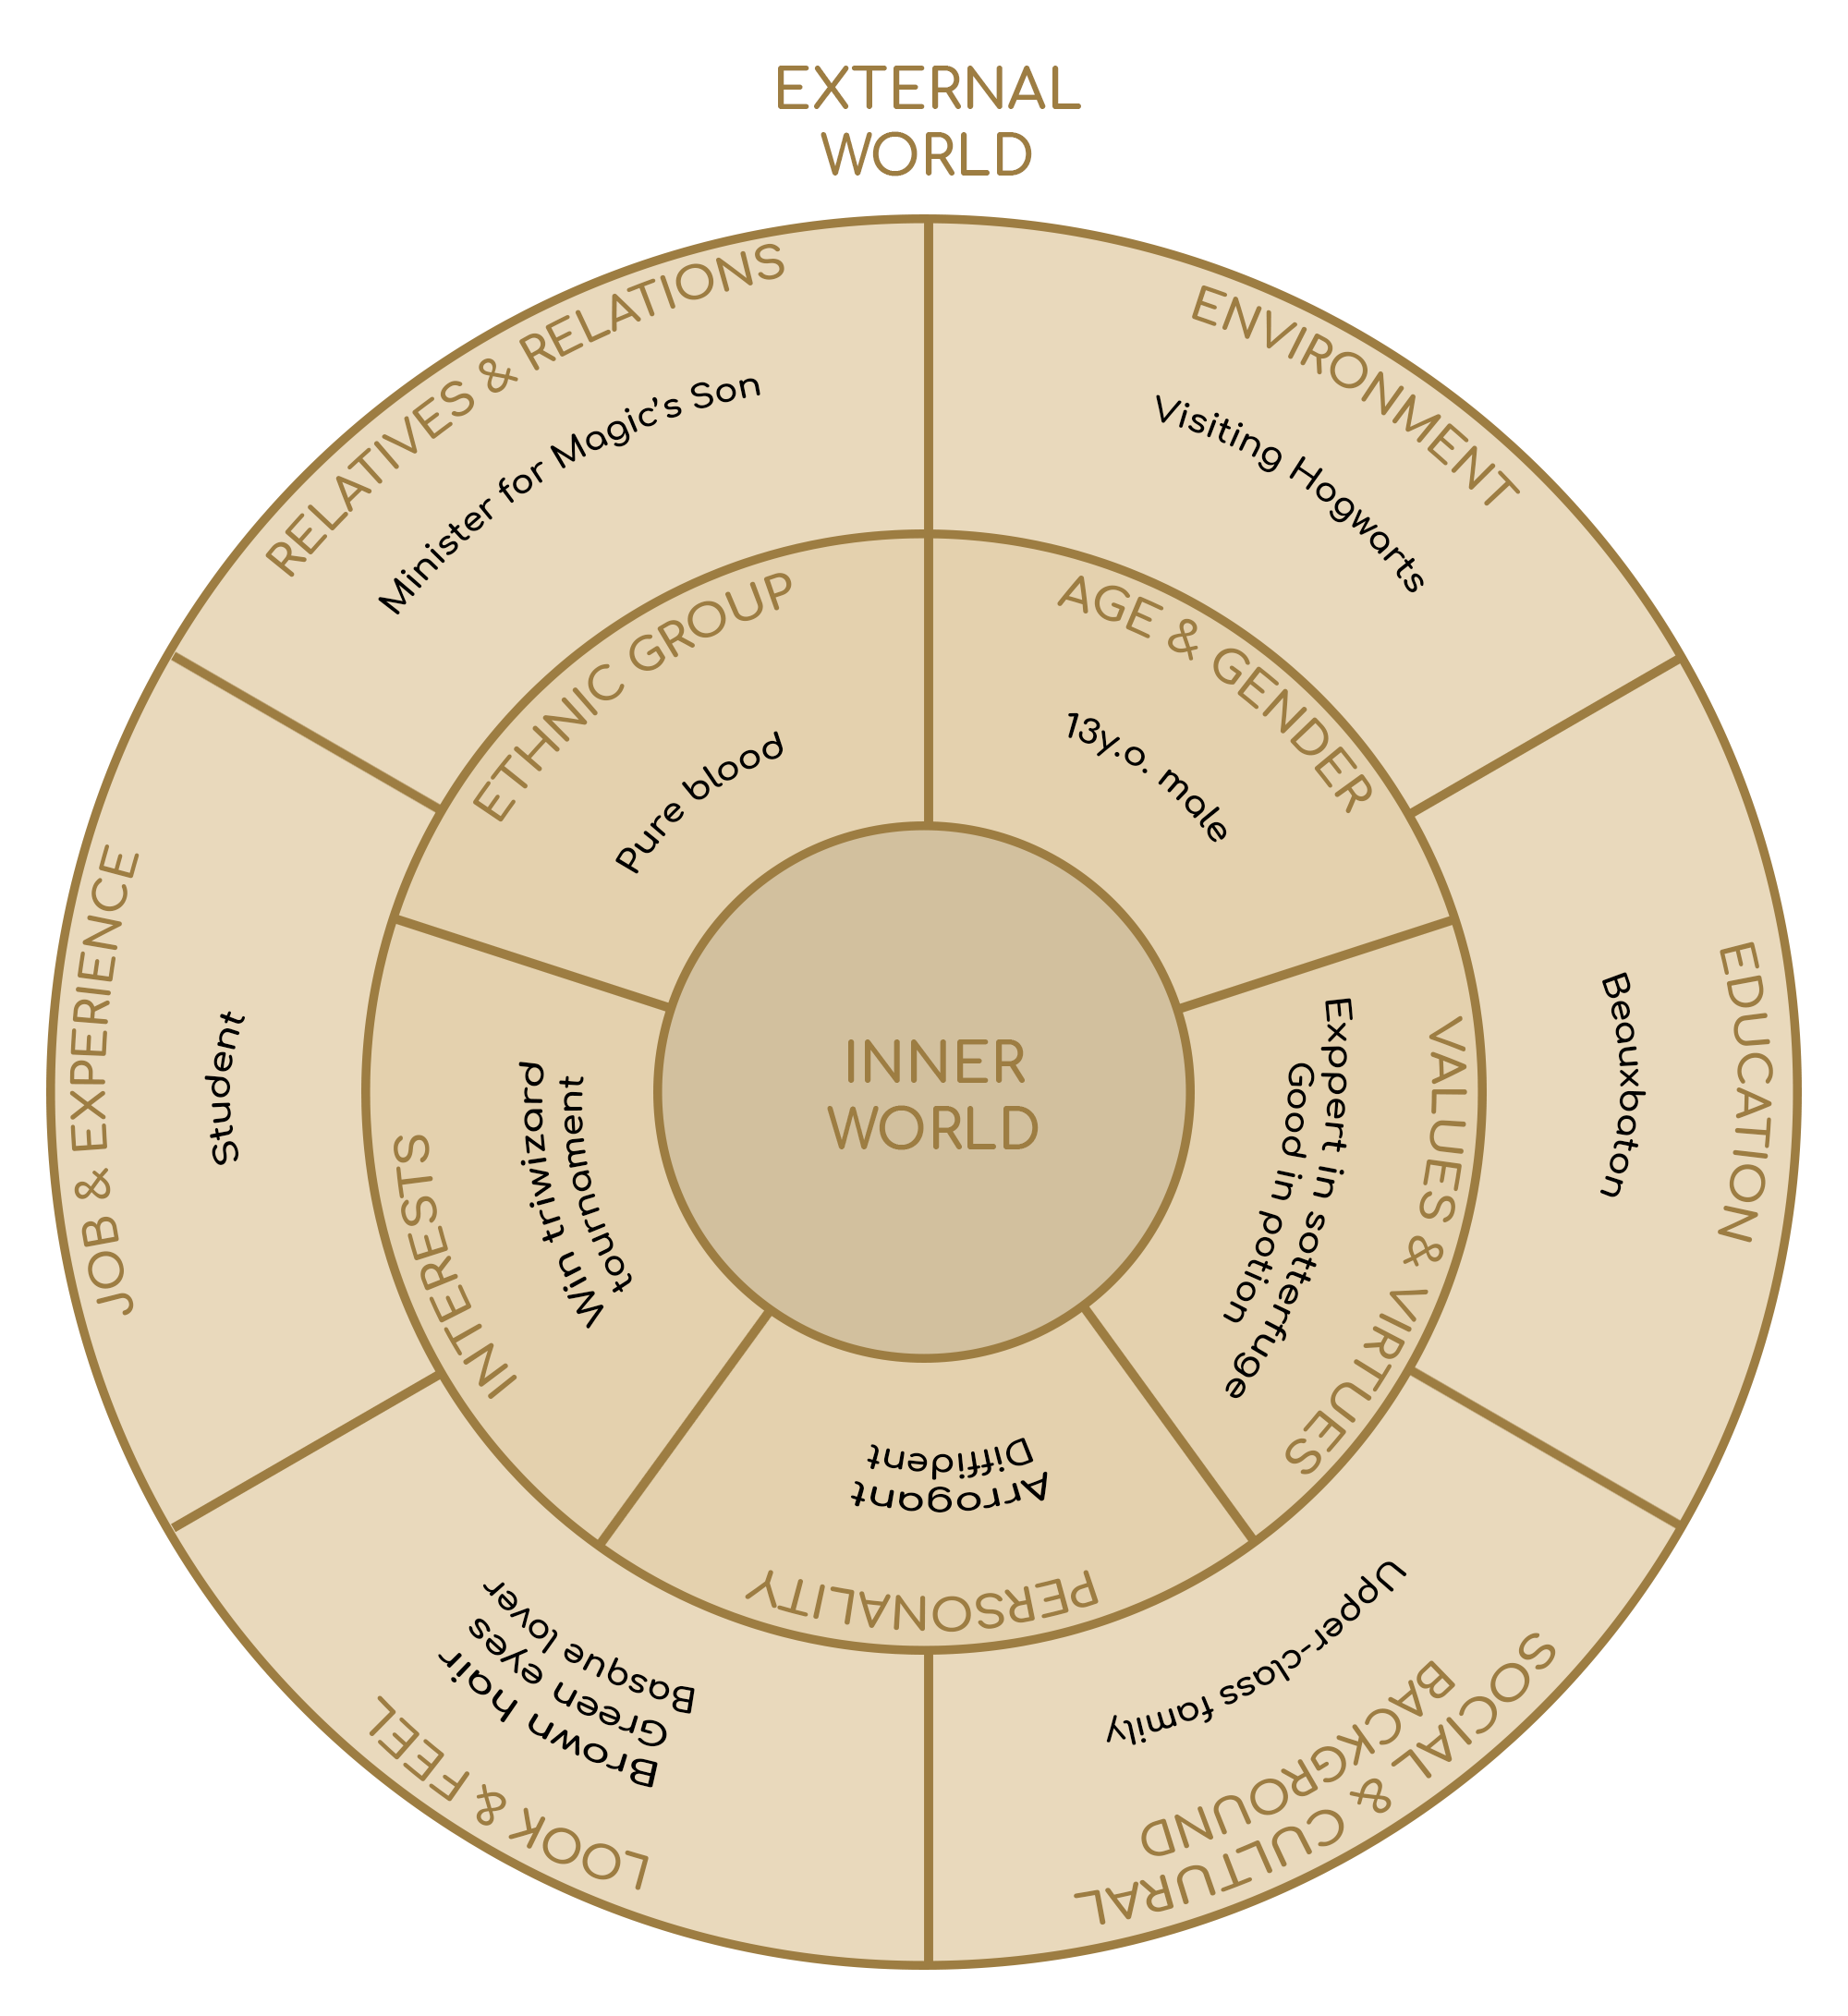 EXTERNAL
WORLD
RELATIVES & RELATIONS
Minister for Magic's Son
ENVIRONMENT
Visiting Hogwarts
EDUCATION
Beauxbaton
SOCIAL & CULTURAL
BACKGROUND
Upper-class family
LOOK & FEEL
Brown hair
Green eyes
Basque lover
JOB & EXPERIENCE
Student
ETHNIC GROUP
Pure blood
AGE & GENDER
13y.o. male
VALUES & VIRTUES
Expert in sotterfuge
Good in potion
PERSONALITY
Arrogant
Diffident
INTERESTS
Win triwizard
tournament
INNER
WORLD